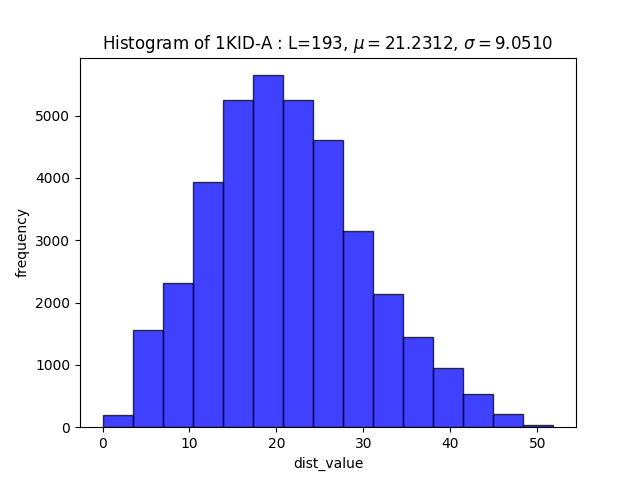 Histogram of 1KID-A : L=193, μ = 21.2312, σ = 9.0510
5000
4000
3000
2000
1000
0
frequency
0 10 20 30 40 50
dist_value